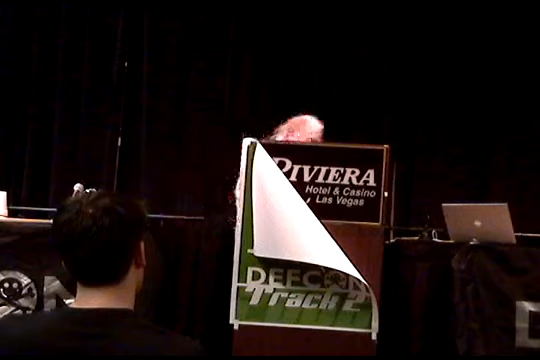 RIVIERA
Hotel & Casino
Las Vegas
DEFCON
Track 2